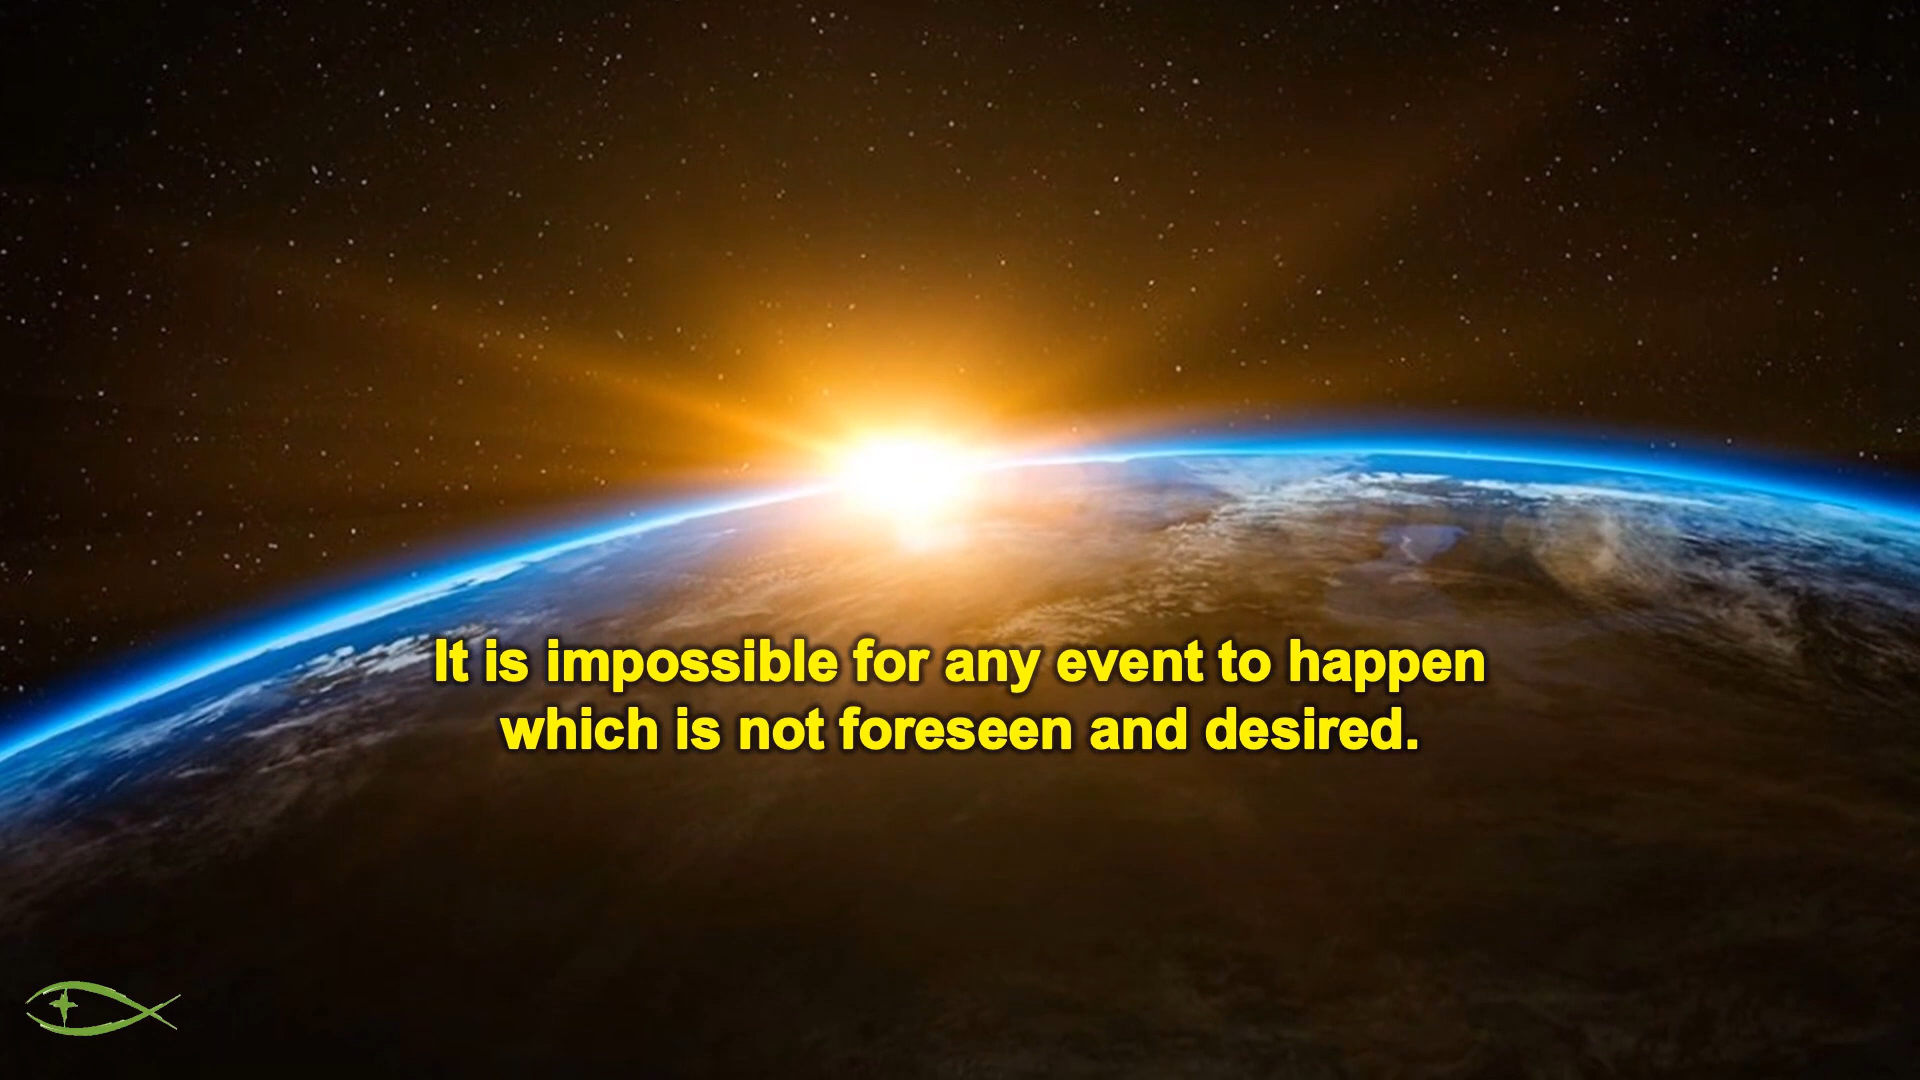 It is impossible for any event to happen
which is not foreseen and desired.